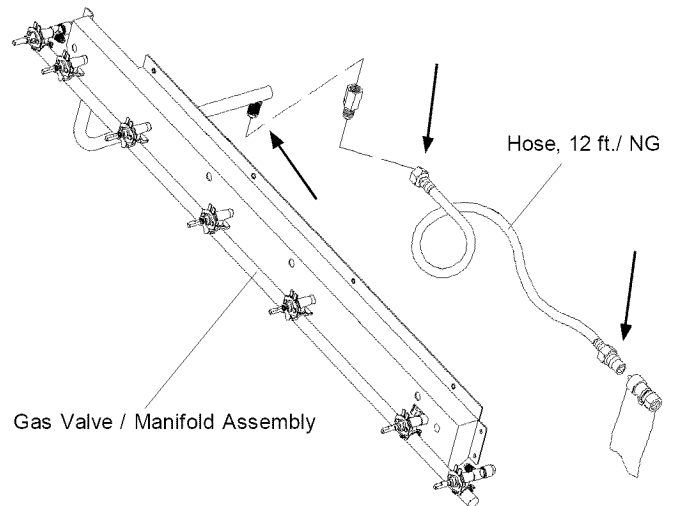 Hose, 12 ft./ NG
Gas Valve / Manifold Assembly